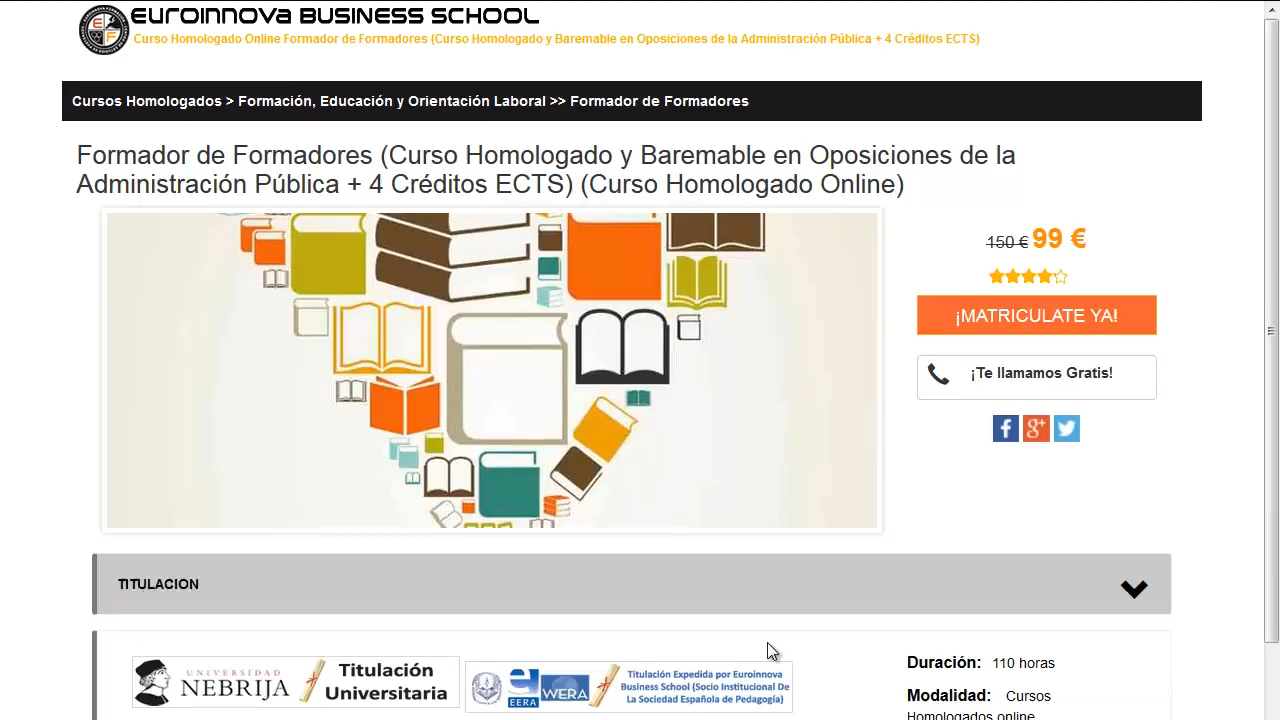 EUROINNOVA BUSINESS SCHOOL
Curso Homologado Online Formador de Formadores (Curso Homologado y Baremable en Oposiciones de la Administración Pública + 4 Créditos ECTS)
Cursos Homologados > Formación, Educación y Orientación Laboral >> Formador de Formadores
Formador de Formadores (Curso Homologado y Baremable en Oposiciones de la
Administración Pública + 4 Créditos ECTS) (Curso Homologado Online)
150 € 99 €
¡MATRICULATE YA!
¡Te llamamos Gratis!
TITULACION
UNIVERSIDAD
NEBRIJA
Titulación
Universitaria
EERA
WERA
Titulación Expedida por Euroinnova
Business School (Socio Institucional De
La Sociedad Española de Pedagogía)
Duración: 110 horas
Modalidad: Cursos
Homologados online